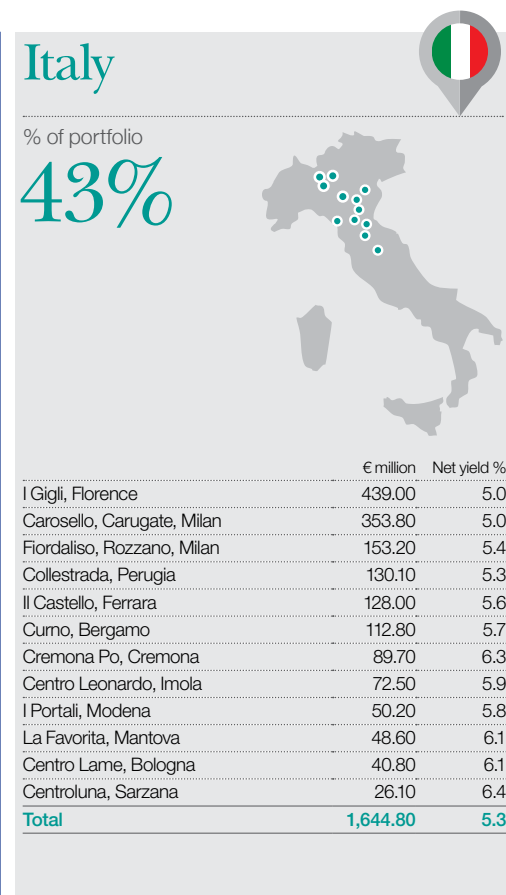 Italy
% of portfolio
43%
€ million Net yield %
I Gigli, Florence 439.00 5.0
Carosello, Carugate, Milan 353.80 5.0
Fiordaliso, Rozzano, Milan 153.20 5.4
Collestrada, Perugia 130.10 5.3
Il Castello, Ferrara 128.00 5.6
Curno, Bergamo 112.80 5.7
Cremona Po, Cremona 89.70 6.3
Centro Leonardo, Imola 72.50 5.9
I Portali, Modena 50.20 5.8
La Favorita, Mantova 48.60 6.1
Centro Lame, Bologna 40.80 6.1
Centroluna, Sarzana 26.10 6.4
Total 1,644.80 5.3